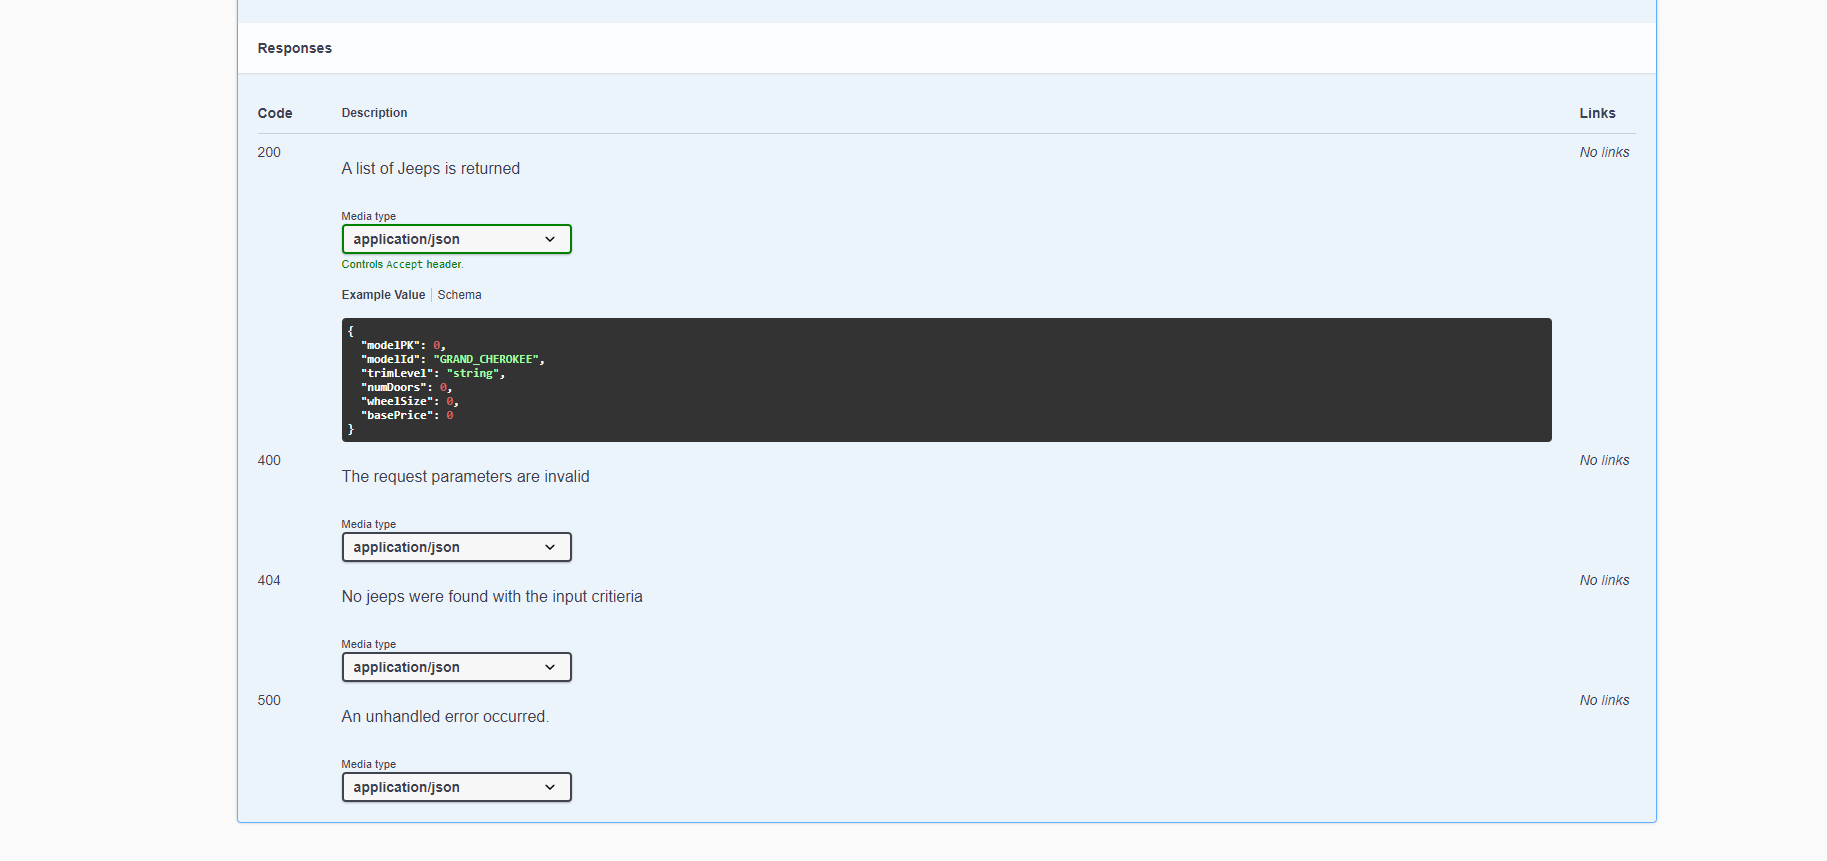 Responses
Code Description Links
200 No links
A list of Jeeps is returned
Media type
application/json
Controls Accept header.
Example Value Schema
{
  "modelPK": 0,
  "modelId": "GRAND_CHEROKEE",
  "trimLevel": "string",
  "numDoors": 0,
  "wheelSize": 0,
  "basePrice": 0
}
400 No links
The request parameters are invalid
Media type
application/json
404 No links
No jeeps were found with the input critieria
Media type
application/json
500 No links
An unhandled error occurred.
Media type
application/json